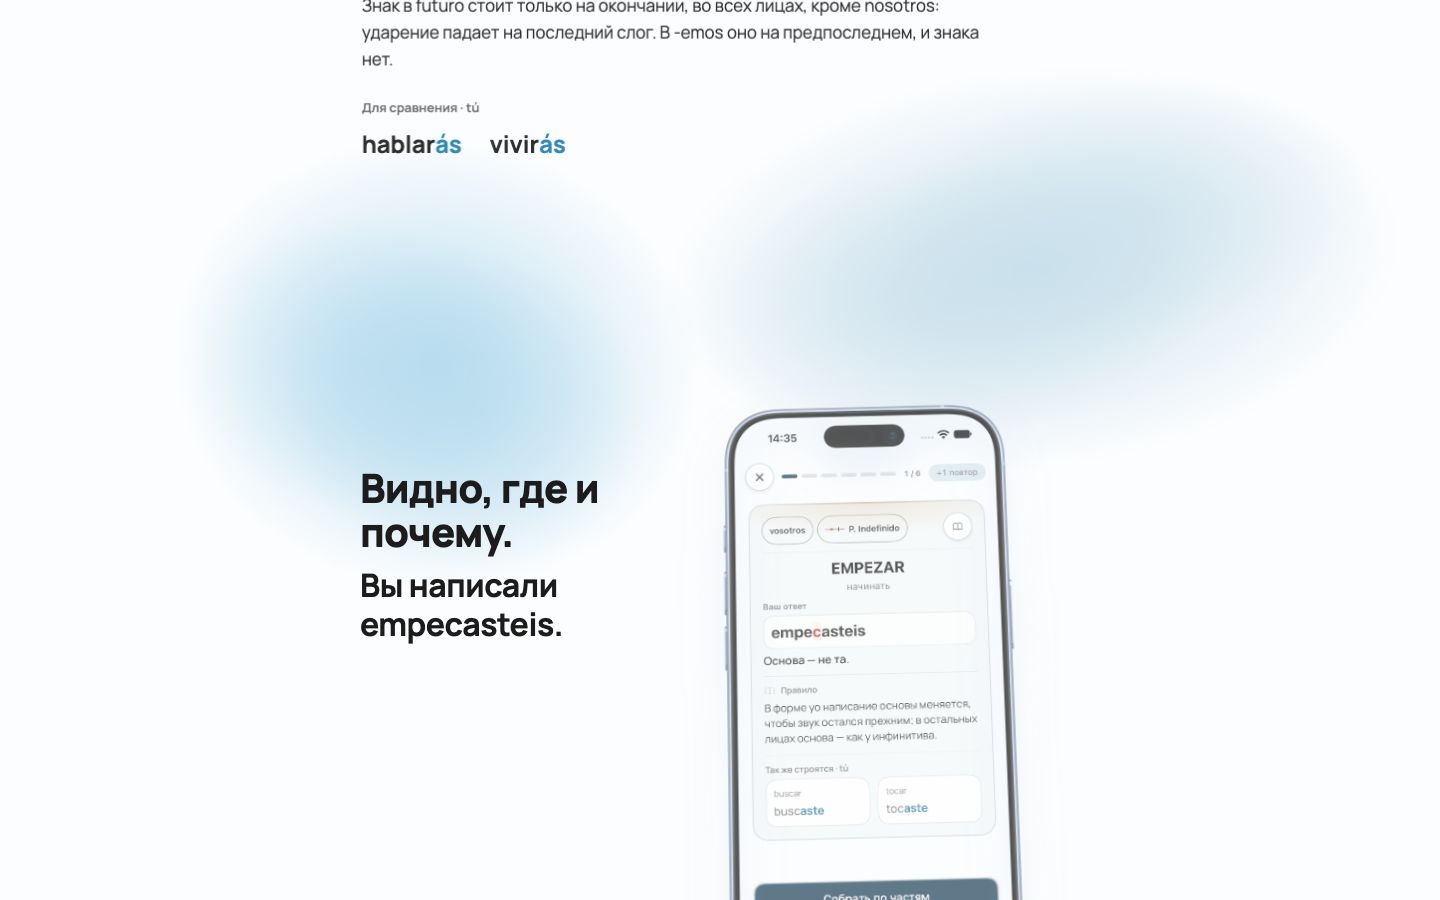 Знак в futuro стоит только на окончании, во всех лицах, кроме nosotros:
ударение падает на последний слог. В -emos оно на предпоследнем, и знака
нет.
Для сравнения · tú
hablarás vivirás
Видно, где и
почему.
Вы написали
empecasteis.
14:35
1 / 6 +1 повтор
vosotros P. Indefinido
EMPEZAR
начинать
Ваш ответ
empecasteis
Основа — не та.
Правило
В форме yo написание основы меняется,
чтобы звук остался прежним; в остальных
лицах основа — как у инфинитива.
Так же строятся · tú
buscar tocar
buscaste tocaste
Собрать по частям